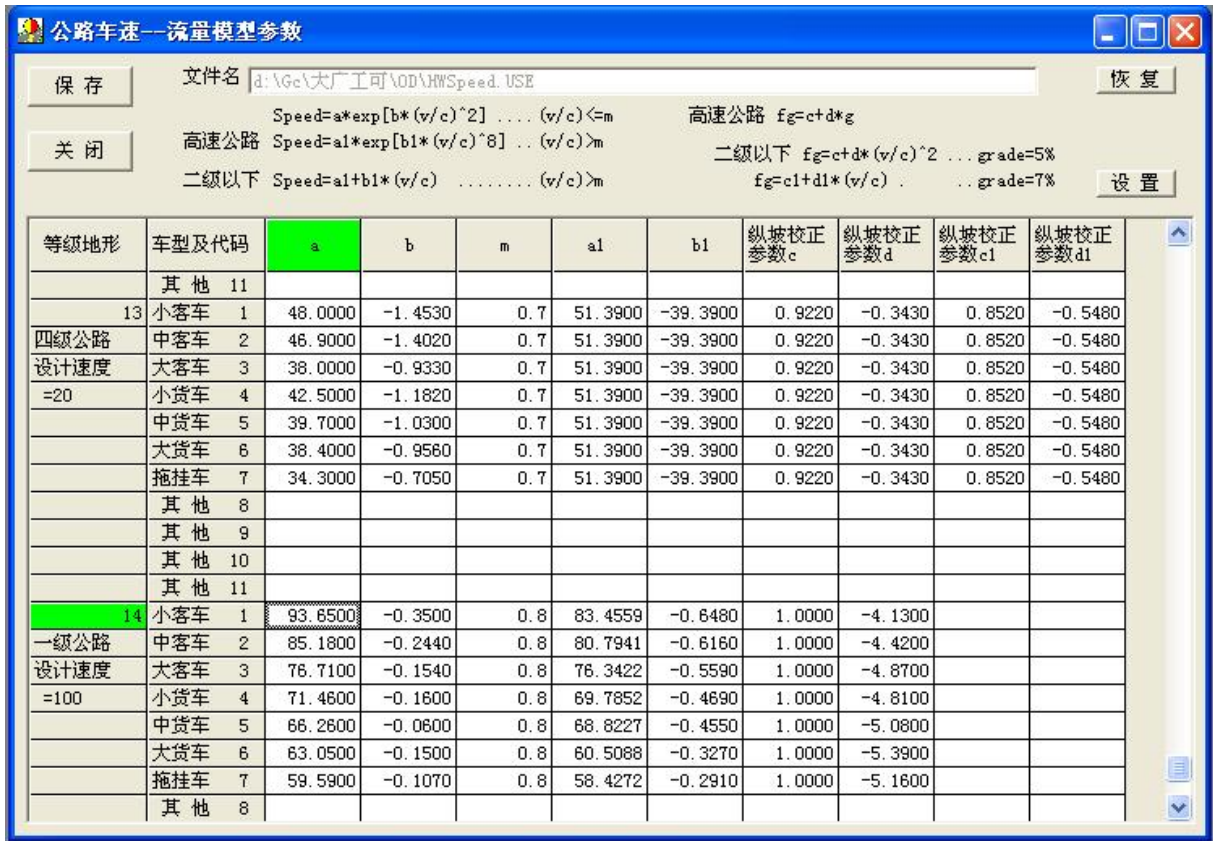 公路车速--流量模型参数
保 存 文件名 d:\Gc\大广工可\OD\HWSpeed.USE 恢 复
Speed=a*exp[b*(v/c)^2] .... (v/c)<=m 高速公路 fg=c+d*g
关 闭 高速公路 Speed=a1*exp[b1*(v/c)^8] .. (v/c)>m 二级以下 fg=c+d*(v/c)^2 ... grade=5%
二级以下 Speed=a1+b1*(v/c) ........ (v/c)>m fg=c1+d1*(v/c) . .. grade=7% 设 置
等级地形 车型及代码 a b m a1 b1 纵坡校正参数c 纵坡校正参数d 纵坡校正参数c1 纵坡校正参数d1
其 他 11
13 小客车 1 48.0000 -1.4530 0.7 51.3900 -39.3900 0.9220 -0.3430 0.8520 -0.5480
四级公路 中客车 2 46.9000 -1.4020 0.7 51.3900 -39.3900 0.9220 -0.3430 0.8520 -0.5480
设计速度 大客车 3 38.0000 -0.9330 0.7 51.3900 -39.3900 0.9220 -0.3430 0.8520 -0.5480
=20 小货车 4 42.5000 -1.1820 0.7 51.3900 -39.3900 0.9220 -0.3430 0.8520 -0.5480
中货车 5 39.7000 -1.0300 0.7 51.3900 -39.3900 0.9220 -0.3430 0.8520 -0.5480
大货车 6 38.4000 -0.9560 0.7 51.3900 -39.3900 0.9220 -0.3430 0.8520 -0.5480
拖挂车 7 34.3000 -0.7050 0.7 51.3900 -39.3900 0.9220 -0.3430 0.8520 -0.5480
其 他 8
其 他 9
其 他 10
其 他 11
14 小客车 1 93.6500 -0.3500 0.8 83.4559 -0.6480 1.0000 -4.1300
一级公路 中客车 2 85.1800 -0.2440 0.8 80.7941 -0.6160 1.0000 -4.4200
设计速度 大客车 3 76.7100 -0.1540 0.8 76.3422 -0.5590 1.0000 -4.8700
=100 小货车 4 71.4600 -0.1600 0.8 69.7852 -0.4690 1.0000 -4.8100
中货车 5 66.2600 -0.0600 0.8 68.8227 -0.4550 1.0000 -5.0800
大货车 6 63.0500 -0.1500 0.8 60.5088 -0.3270 1.0000 -5.3900
拖挂车 7 59.5900 -0.1070 0.8 58.4272 -0.2910 1.0000 -5.1600
其 他 8